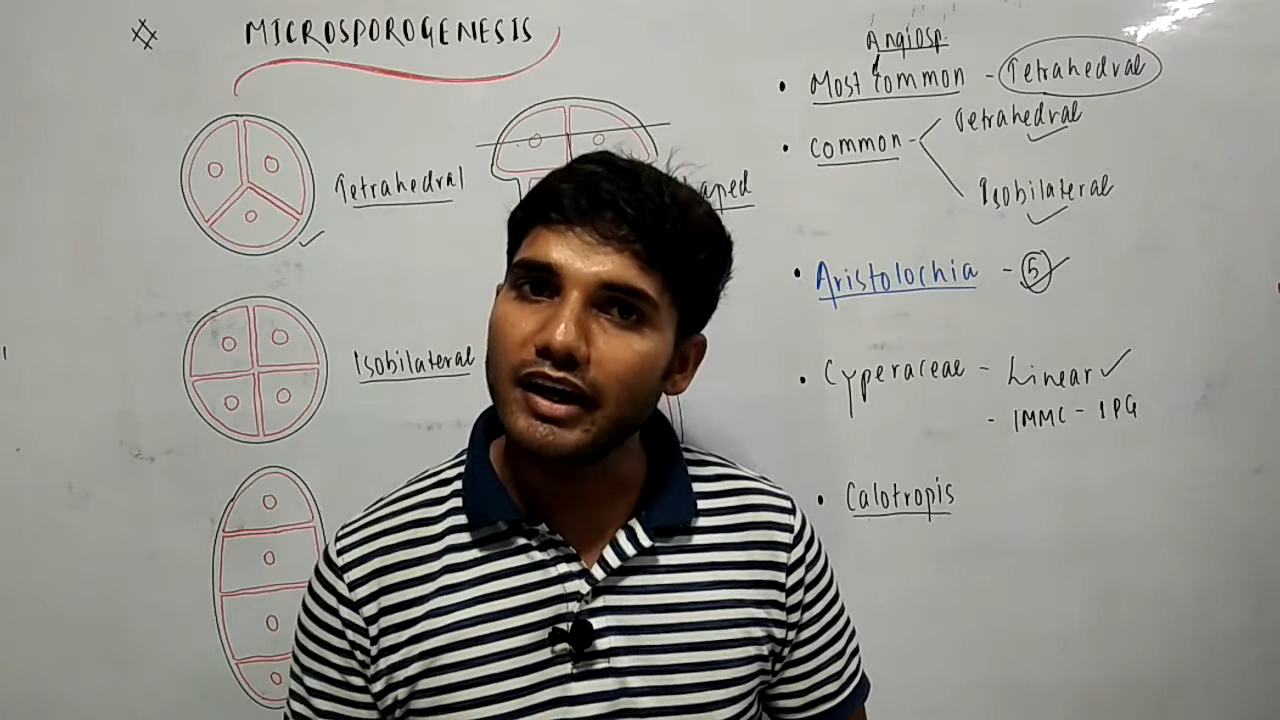 MICROSPOROGENESIS
Tetrahedral
Isobilateral
Angiosp.
• Most common - Tetrahedral
• common - Tetrahedral
Isobilateral
• Aristolochia - 5
• Cyperaceae - Linear
- 1MMC - 1PG
• Calotropis